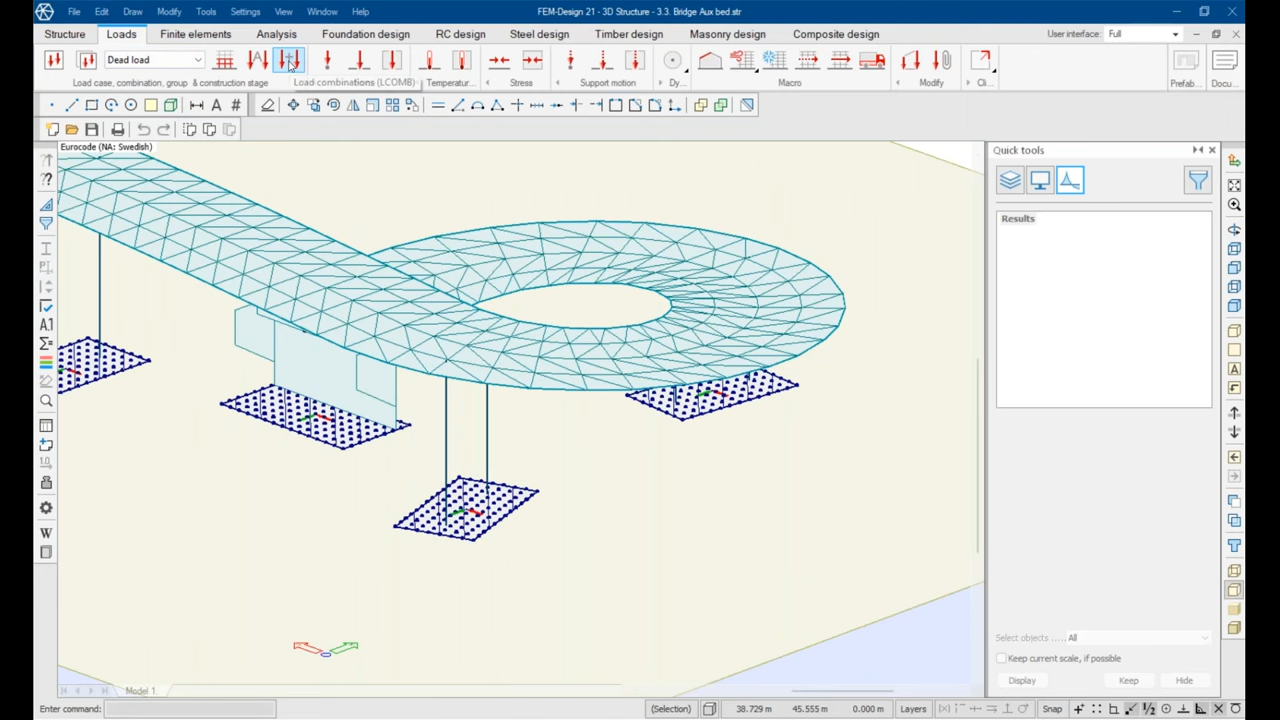 File Edit Draw Modify Tools Settings View Window Help
FEM-Design 21 - 3D Structure - 3.3. Bridge Aux bed.str
Structure Loads Finite elements Analysis Foundation design RC design Steel design Timber design Masonry design Composite design
User interface: Full
Dead load
Load combinations (LCOMB)
Load case, combination, group & construction stage
Temperatur...
Stress
Support motion
Dy...
Macro
Modify
Cli...
Prefab...
Docu...
Eurocode (NA: Swedish)
Quick tools
Results
Select objects ..... All
Keep current scale, if possible
Display Keep Hide
Model 1
Enter command:
(Selection)
38.729 m 45.555 m 0.000 m Layers
Snap